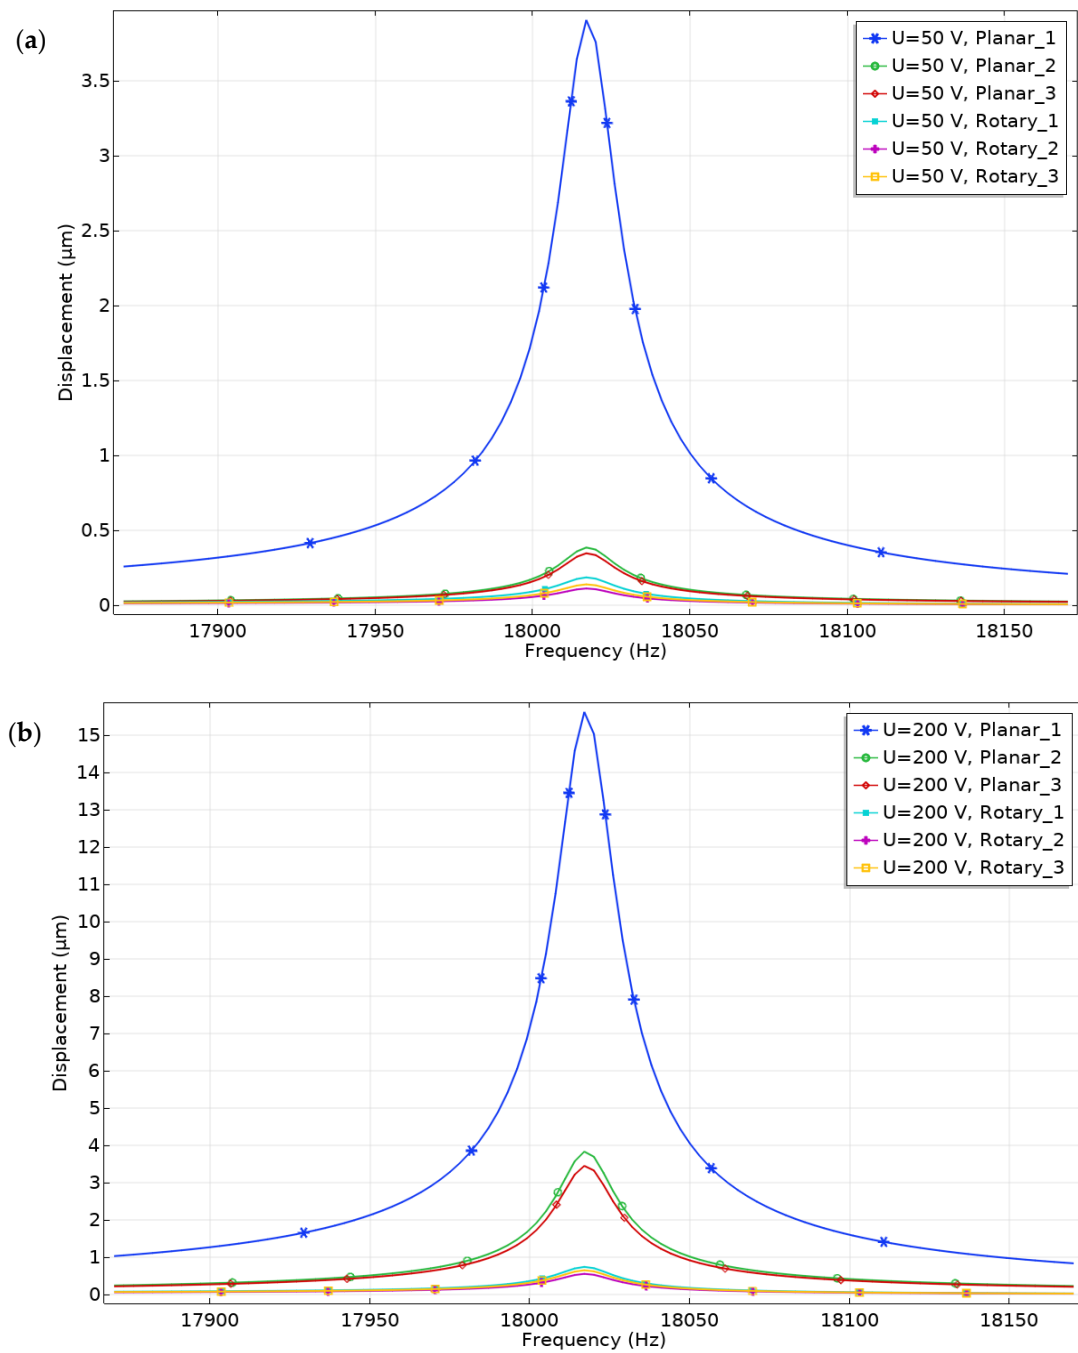 (a)
U=50 V, Planar_1
U=50 V, Planar_2
U=50 V, Planar_3
U=50 V, Rotary_1
U=50 V, Rotary_2
U=50 V, Rotary_3
Displacement (μm)
3.5
3
2.5
2
1.5
1
0.5
0
17900 17950 18000 18050 18100 18150
Frequency (Hz)
(b)
U=200 V, Planar_1
U=200 V, Planar_2
U=200 V, Planar_3
U=200 V, Rotary_1
U=200 V, Rotary_2
U=200 V, Rotary_3
Displacement (μm)
15
14
13
12
11
10
9
8
7
6
5
4
3
2
1
0
17900 17950 18000 18050 18100 18150
Frequency (Hz)